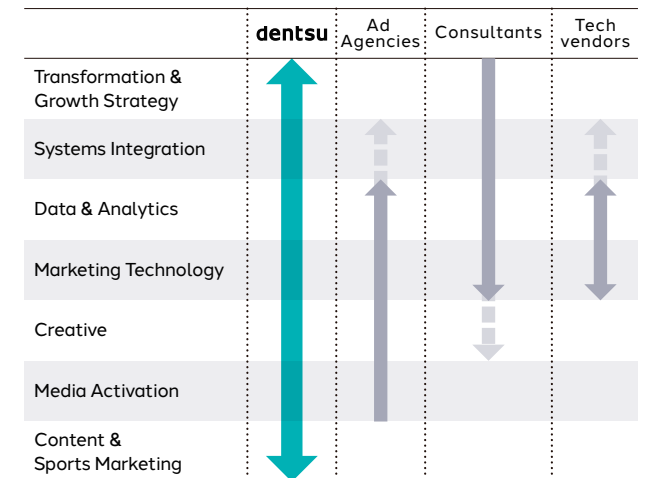 dentsu
Ad
Agencies
Consultants
Tech
vendors
Transformation &
Growth Strategy
Systems Integration
Data & Analytics
Marketing Technology
Creative
Media Activation
Content &
Sports Marketing